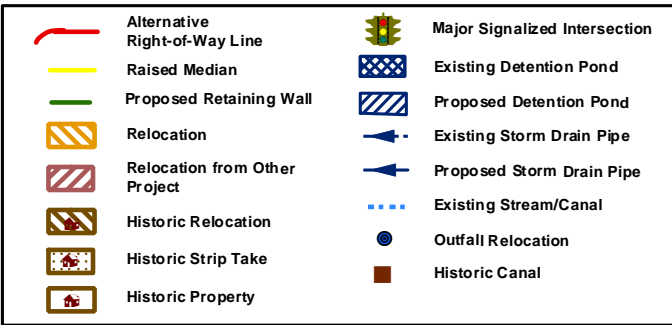 Alternative
Right-of-Way Line
Raised Median
Proposed Retaining Wall
Relocation
Relocation from Other
Project
Historic Relocation
Historic Strip Take
Historic Property
Major Signalized Intersection
Existing Detention Pond
Proposed Detention Pond
Existing Storm Drain Pipe
Proposed Storm Drain Pipe
Existing Stream/Canal
Outfall Relocation
Historic Canal